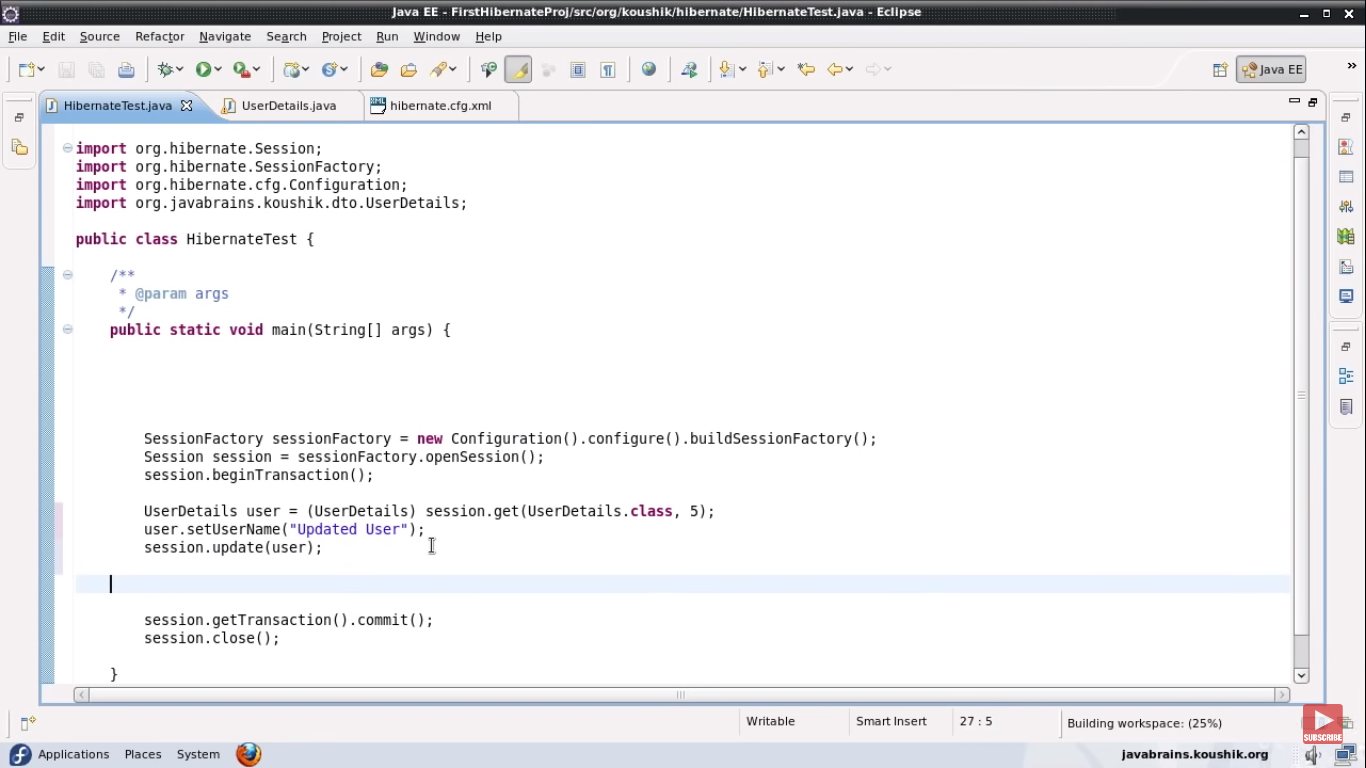 Java EE - FirstHibernateProj/src/org/koushik/hibernate/HibernateTest.java - Eclipse
File Edit Source Refactor Navigate Search Project Run Window Help
Java EE
HibernateTest.java UserDetails.java hibernate.cfg.xml
import org.hibernate.Session;
import org.hibernate.SessionFactory;
import org.hibernate.cfg.Configuration;
import org.javabrains.koushik.dto.UserDetails;
public class HibernateTest {
/**
* @param args
*/
public static void main(String[] args) {
SessionFactory sessionFactory = new Configuration().configure().buildSessionFactory();
Session session = sessionFactory.openSession();
session.beginTransaction();
UserDetails user = (UserDetails) session.get(UserDetails.class, 5);
user.setUserName("Updated User");
session.update(user);
session.getTransaction().commit();
session.close();
}
Writable Smart Insert 27 : 5 Building workspace: (25%)
SUBSCRIBE
Applications Places System javabrains.koushik.org